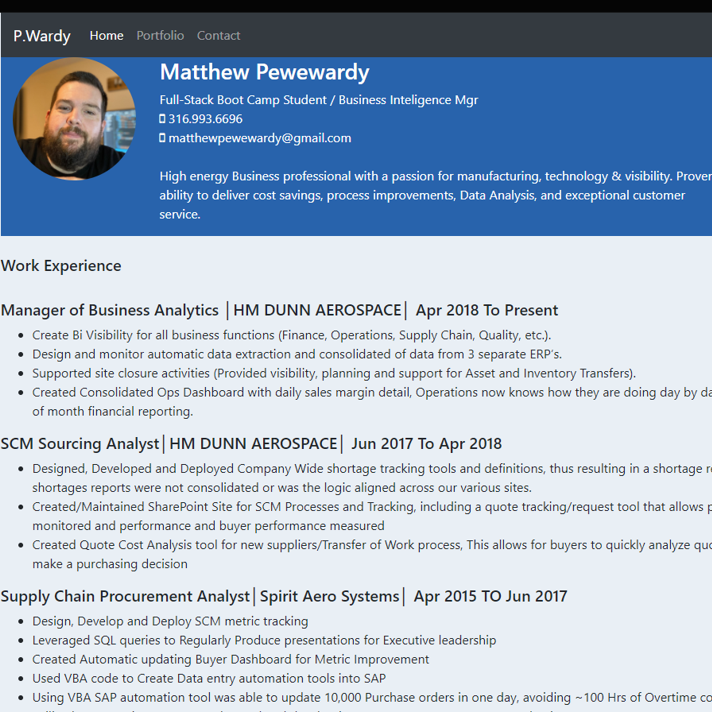 P.Wardy Home Portfolio Contact
Matthew Pewewardy
Full-Stack Boot Camp Student / Business Inteligence Mgr
316.993.6696
matthewpewewardy@gmail.com
High energy Business professional with a passion for manufacturing, technology & visibility. Proven
ability to deliver cost savings, process improvements, Data Analysis, and exceptional customer
service.
Work Experience
Manager of Business Analytics │HM DUNN AEROSPACE│ Apr 2018 To Present
Create Bi Visibility for all business functions (Finance, Operations, Supply Chain, Quality, etc.).
Design and monitor automatic data extraction and consolidated of data from 3 separate ERP's.
Supported site closure activities (Provided visibility, planning and support for Asset and Inventory Transfers).
Created Consolidated Ops Dashboard with daily sales margin detail, Operations now knows how they are doing day by
of month financial reporting.
SCM Sourcing Analyst│HM DUNN AEROSPACE│ Jun 2017 To Apr 2018
Designed, Developed and Deployed Company Wide shortage tracking tools and definitions, thus resulting in a shortage
shortages reports were not consolidated or was the logic aligned across our various sites.
Created/Maintained SharePoint Site for SCM Processes and Tracking, including a quote tracking/request tool that allows
monitored and performance and buyer performance measured
Created Quote Cost Analysis tool for new suppliers/Transfer of Work process, This allows for buyers to quickly analyze
make a purchasing decision
Supply Chain Procurement Analyst│Spirit Aero Systems│ Apr 2015 TO Jun 2017
Design, Develop and Deploy SCM metric tracking
Leveraged SQL queries to Regularly Produce presentations for Executive leadership
Created Automatic updating Buyer Dashboard for Metric Improvement
Used VBA code to Create Data entry automation tools into SAP
Using VBA SAP automation tool was able to update 10,000 Purchase orders in one day, avoiding ~100 Hrs of Overtime